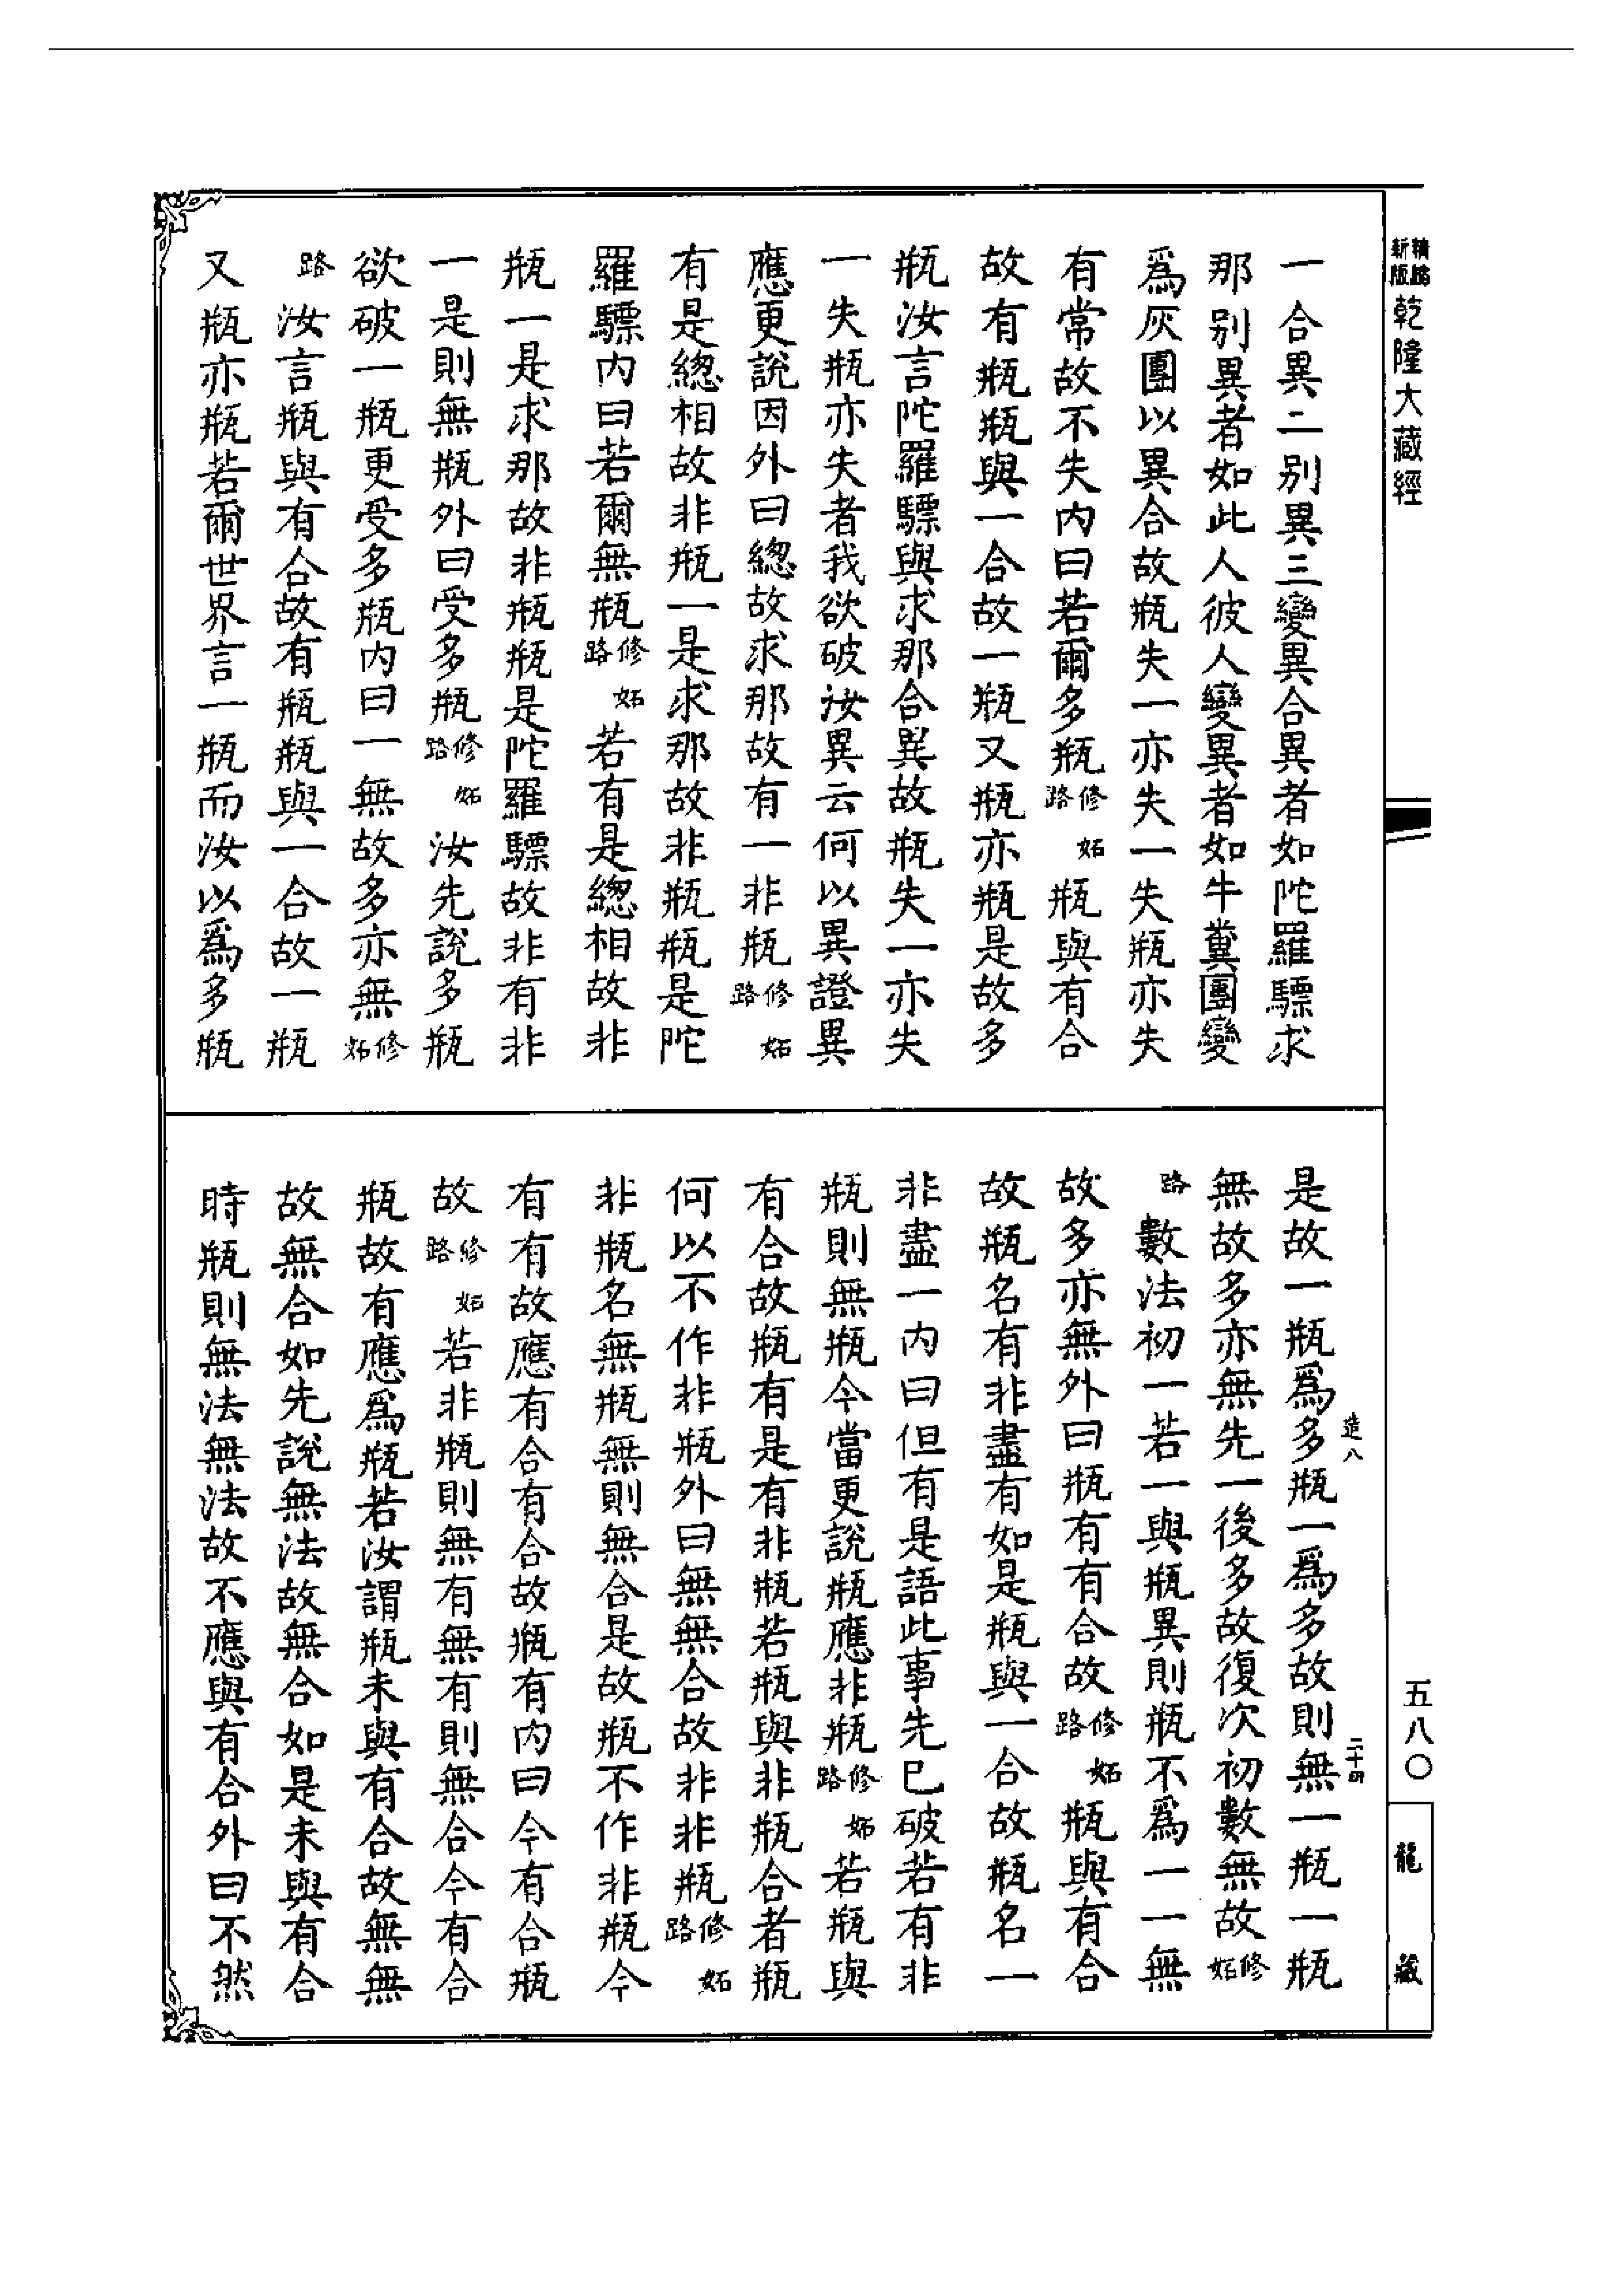 精縮
新版 乾隆大藏經
一合異二別異三變異合異者如陀羅驃求
那別異者如此人彼人變異者如牛糞團變
爲灰團以異合故瓶失一亦失一失瓶亦失
有常故不失内曰若爾多瓶修妬路瓶與有合
故有瓶瓶與一合故一瓶又瓶亦瓶是故多
瓶汝言陀羅驃與求那合異故瓶失一亦失
一失瓶亦失者我欲破汝異云何以異證異
應更說因外曰總故求那故有一非瓶修妬路
有是總相故非瓶一是求那故非瓶瓶是陀
羅驃内曰若爾無瓶修妬路若有是總相故非
瓶一是求那故非瓶瓶是陀羅驃故非有非
一是則無瓶外曰受多瓶修妬路汝先說多瓶
欲破一瓶更受多瓶内曰一無故多亦無修妬
路汝言瓶與有合故有瓶瓶與一合故一瓶
又瓶亦瓶若爾世界言一瓶而汝以爲多瓶
是故一瓶爲多瓶一爲多故則無一瓶一瓶
無故多亦無先一後多故復次初數無故修妬
路數法初一若一與瓶異則瓶不爲一一無
故多亦無外曰瓶有有合故修妬路瓶與有合
故瓶名有非盡有如是瓶與一合故瓶名一
非盡一内曰但有是語此事先已破若有非
瓶則無瓶今當更說瓶應非瓶修妬路若瓶與
有合故瓶有是有非瓶若瓶與非瓶合者瓶
何以不作非瓶外曰無無合故非非瓶修妬路
非瓶名無瓶無則無合是故瓶不作非瓶今
有有故應有合有合故瓶有内曰今有合瓶
故修妬路若非瓶則無有無有則無合今有合
瓶故有應爲瓶若汝謂瓶未與有合故無無
故無合如先說無法故無合如是未與有合
時瓶則無法無法故不應與有合外曰不然
造八
五八〇
龍藏